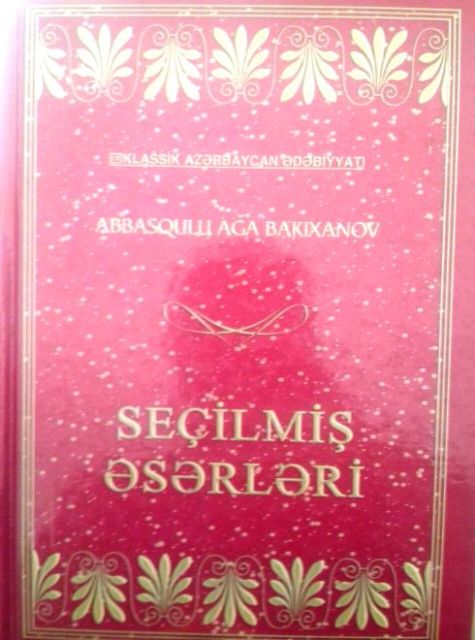 KLASSİK AZƏRBAYCAN ƏDƏBİYYATI
ABBASQULU AĞA BAKIXANOV
SEÇİLMİŞ
ƏSƏRLƏRİ